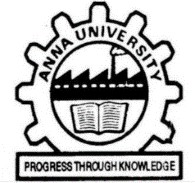 ANNA UNIVERSITY
PROGRESS THROUGH KNOWLEDGE